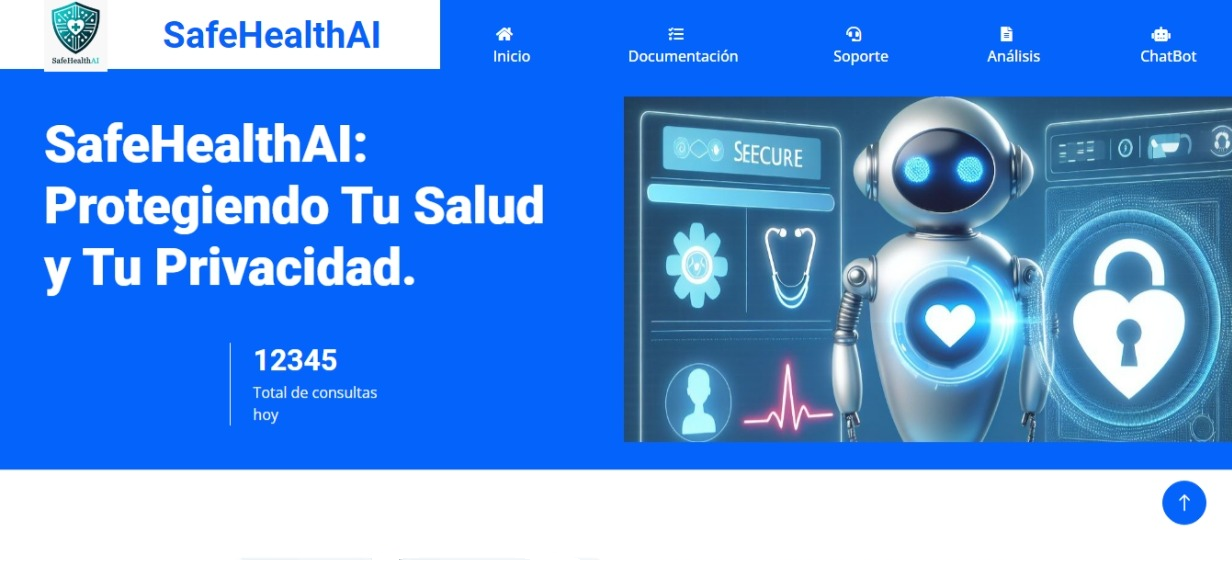 SafeHealthAI
SafeHealthAI
Inicio
Documentación
Soporte
Análisis
ChatBot
SafeHealthAI:
Protegiendo Tu Salud
y Tu Privacidad.
12345
Total de consultas
hoy
SEECURE